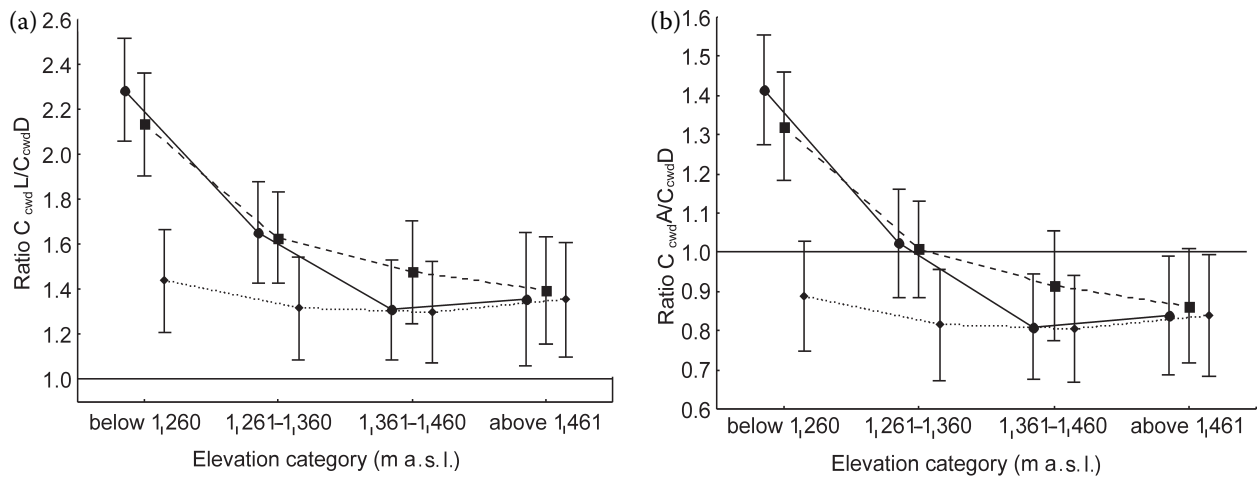 (a)
2.6
2.4
2.2
2.0
1.8
1.6
1.4
1.2
1.0
Ratio C cwd L/CcwdD
below 1,260 1,261–1,360 1,361–1,460 above 1,461
Elevation category (m a.s.l.)
(b)
1.6
1.5
1.4
1.3
1.2
1.1
1.0
0.9
0.8
0.7
0.6
Ratio C cwdA/CcwdD
below 1,260 1,261–1,360 1,361–1,460 above 1,461
Elevation category (m a.s.l.)